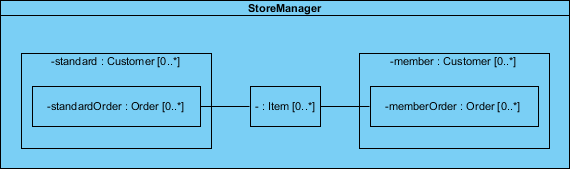 StoreManager
-standard : Customer [0..*]
-member : Customer [0..*]
-standardOrder : Order [0..*]
- : Item [0..*]
-memberOrder : Order [0..*]